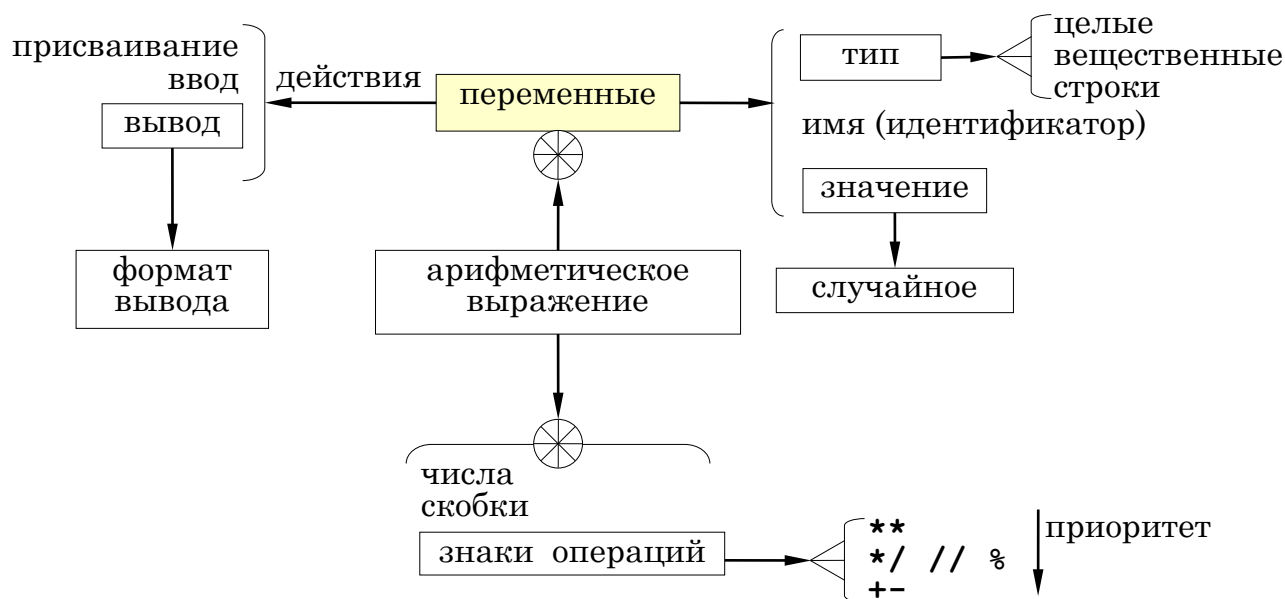 присваивание
ввод
вывод
действия
переменные
тип
целые
вещественные
строки
имя (идентификатор)
значение
формат
вывода
арифметическое
выражение
случайное
числа
скобки
знаки операций
**
*/ // %
+-
приоритет